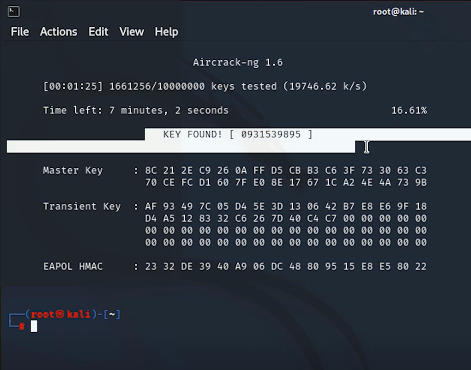 root@kali: ~
File Actions Edit View Help
Aircrack-ng 1.6
[00:01:25] 1661256/10000000 keys tested (19746.62 k/s)
Time left: 7 minutes, 2 seconds 16.61%
KEY FOUND! [ 0931539895 ]
Master Key : 8C 21 2E C9 26 0A FF D5 CB B3 C6 3F 73 30 63 C3
70 CE FC D1 60 7F E0 8E 17 67 1C A2 4E 4A 73 9B
Transient Key : AF 93 49 7C 05 D4 5E 3D 13 06 42 B7 E8 E6 9F 18
D4 A5 12 83 32 C6 26 7D 40 C4 C7 00 00 00 00 00
00 00 00 00 00 00 00 00 00 00 00 00 00 00 00 00
00 00 00 00 00 00 00 00 00 00 00 00 00 00 00 00
EAPOL HMAC : 23 32 DE 39 40 A9 06 DC 48 80 95 15 E8 E5 80 22
┌──(root㉿kali)-[~]
└─#